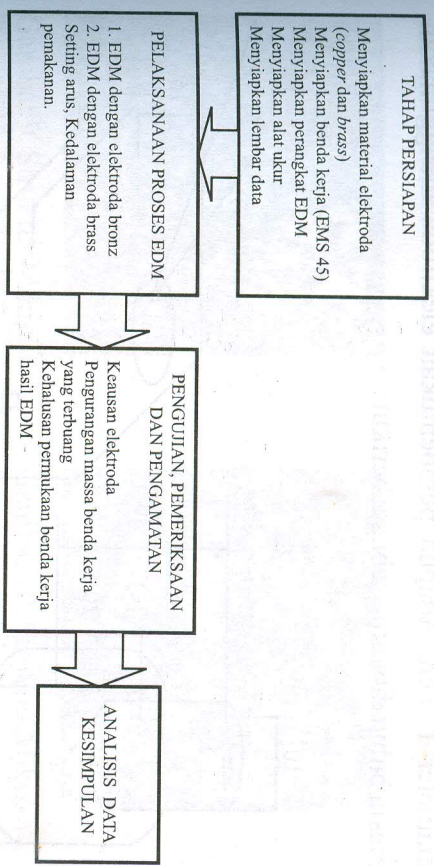 TAHAP PERSIAPAN
Menyiapkan material elektroda
(copper dan brass)
Menyiapkan benda kerja (EMS 45)
Menyiapkan perangkat EDM
Menyiapkan alat ukur
Menyiapkan lembar data
PELAKSANAAN PROSES EDM
1. EDM dengan elektroda bronz
2. EDM dengan elektroda brass
Setting arus, Kedalaman
pemakanan.
PENGUJIAN, PEMERIKSAAN
DAN PENGAMATAN
Keausan elektroda
Pengurangan massa benda kerja
yang terbuang
Kehalusan permukaan benda kerja
hasil EDM
ANALISIS DATA
KESIMPULAN